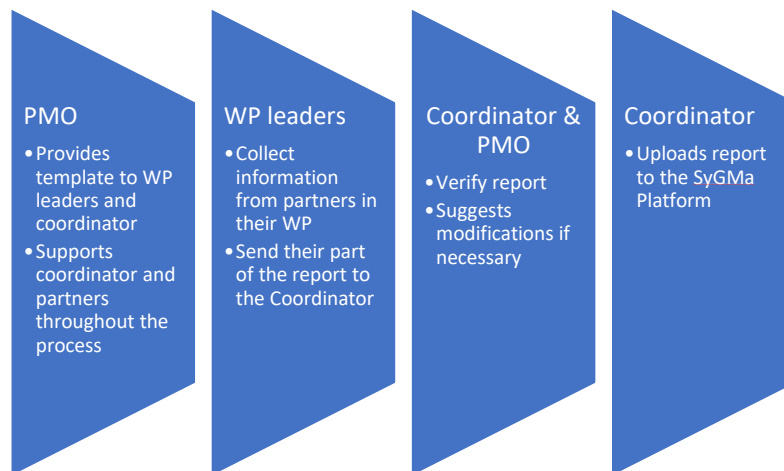 PMO
•Provides
template to WP
leaders and
coordinator
•Supports
coordinator and
partners
throughout the
process
WP leaders
•Collect
information
from partners in
their WP
•Send their part
of the report to
the Coordinator
Coordinator &
PMO
•Verify report
•Suggests
modifications if
necessary
Coordinator
•Uploads report
to the SyGMa
Platform